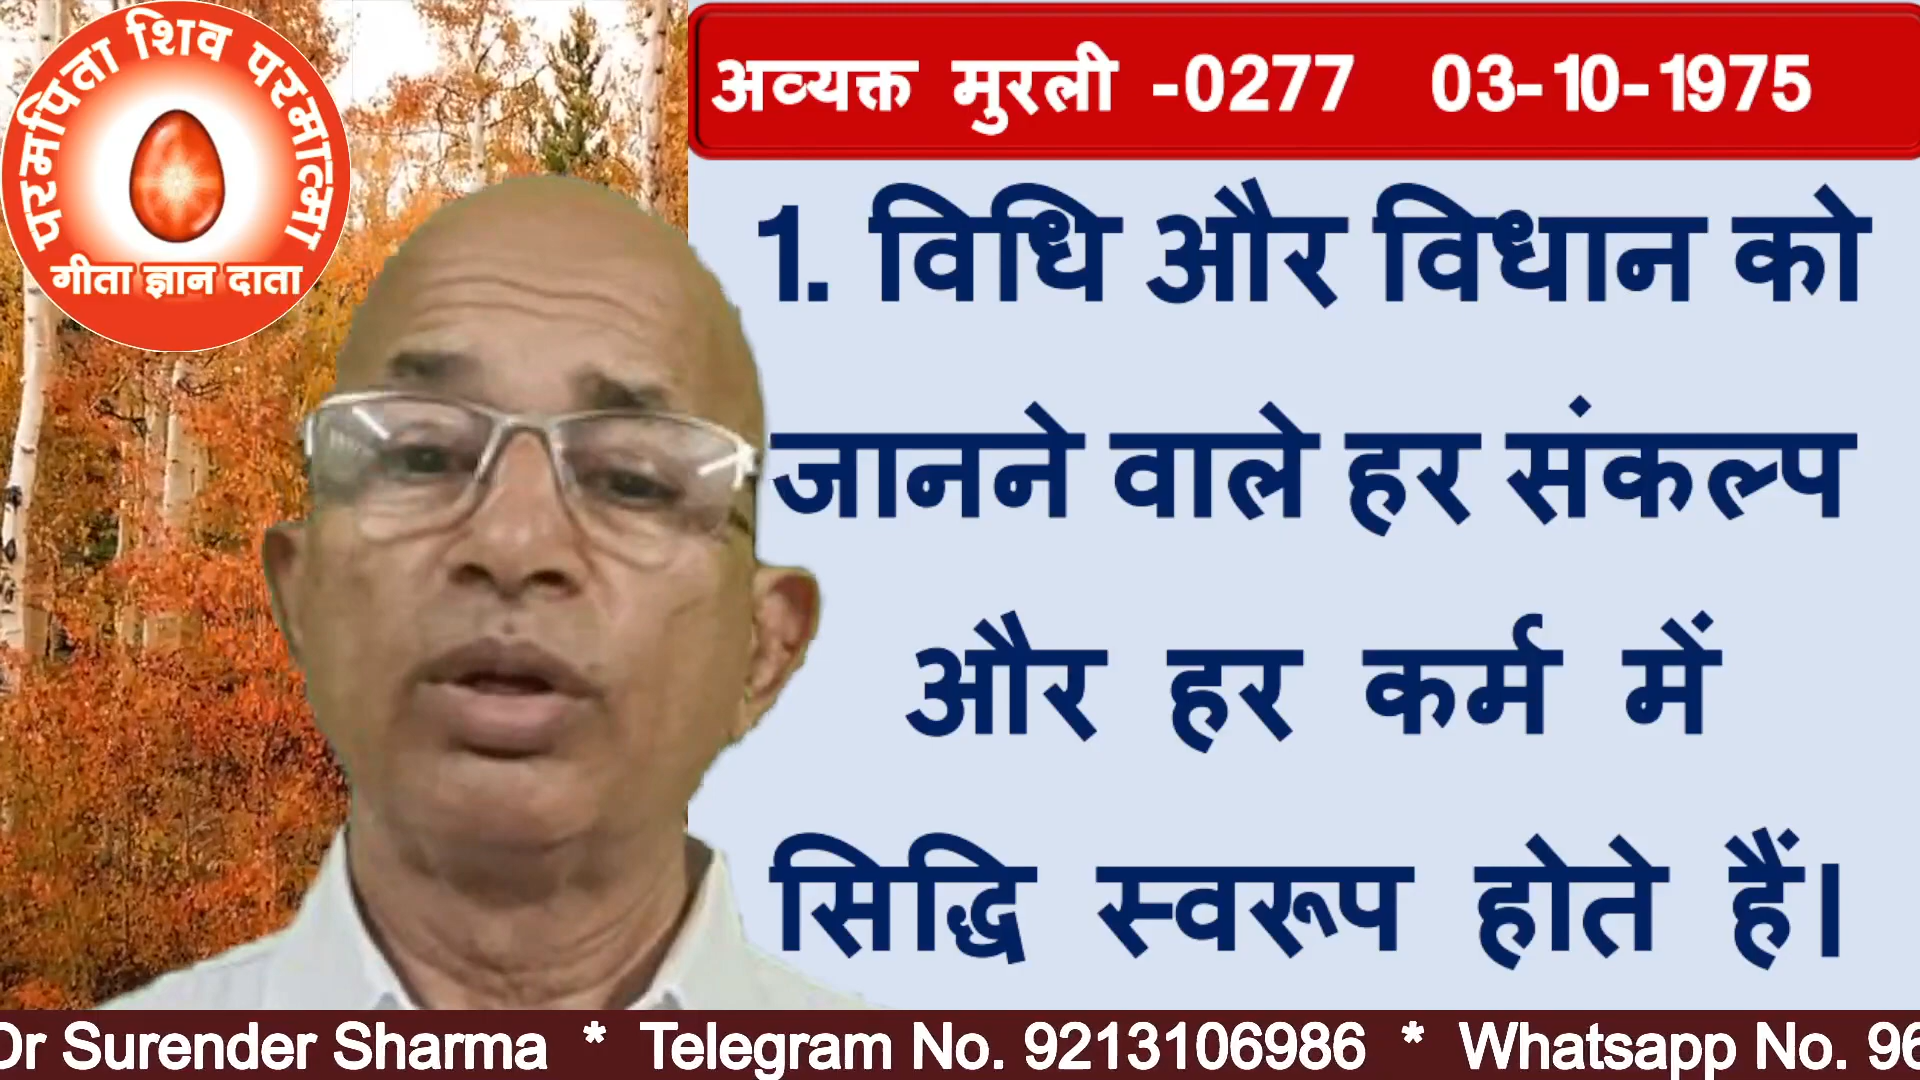 परमपिता शिव परमात्मा
गीता ज्ञान दाता
अव्यक्त मुरली -0277 03-10-1975
1. विधि और विधान को
जानने वाले हर संकल्प
और हर कर्म में
सिद्धि स्वरूप होते हैं।
Dr Surender Sharma * Telegram No. 9213106986 * Whatsapp No. 96